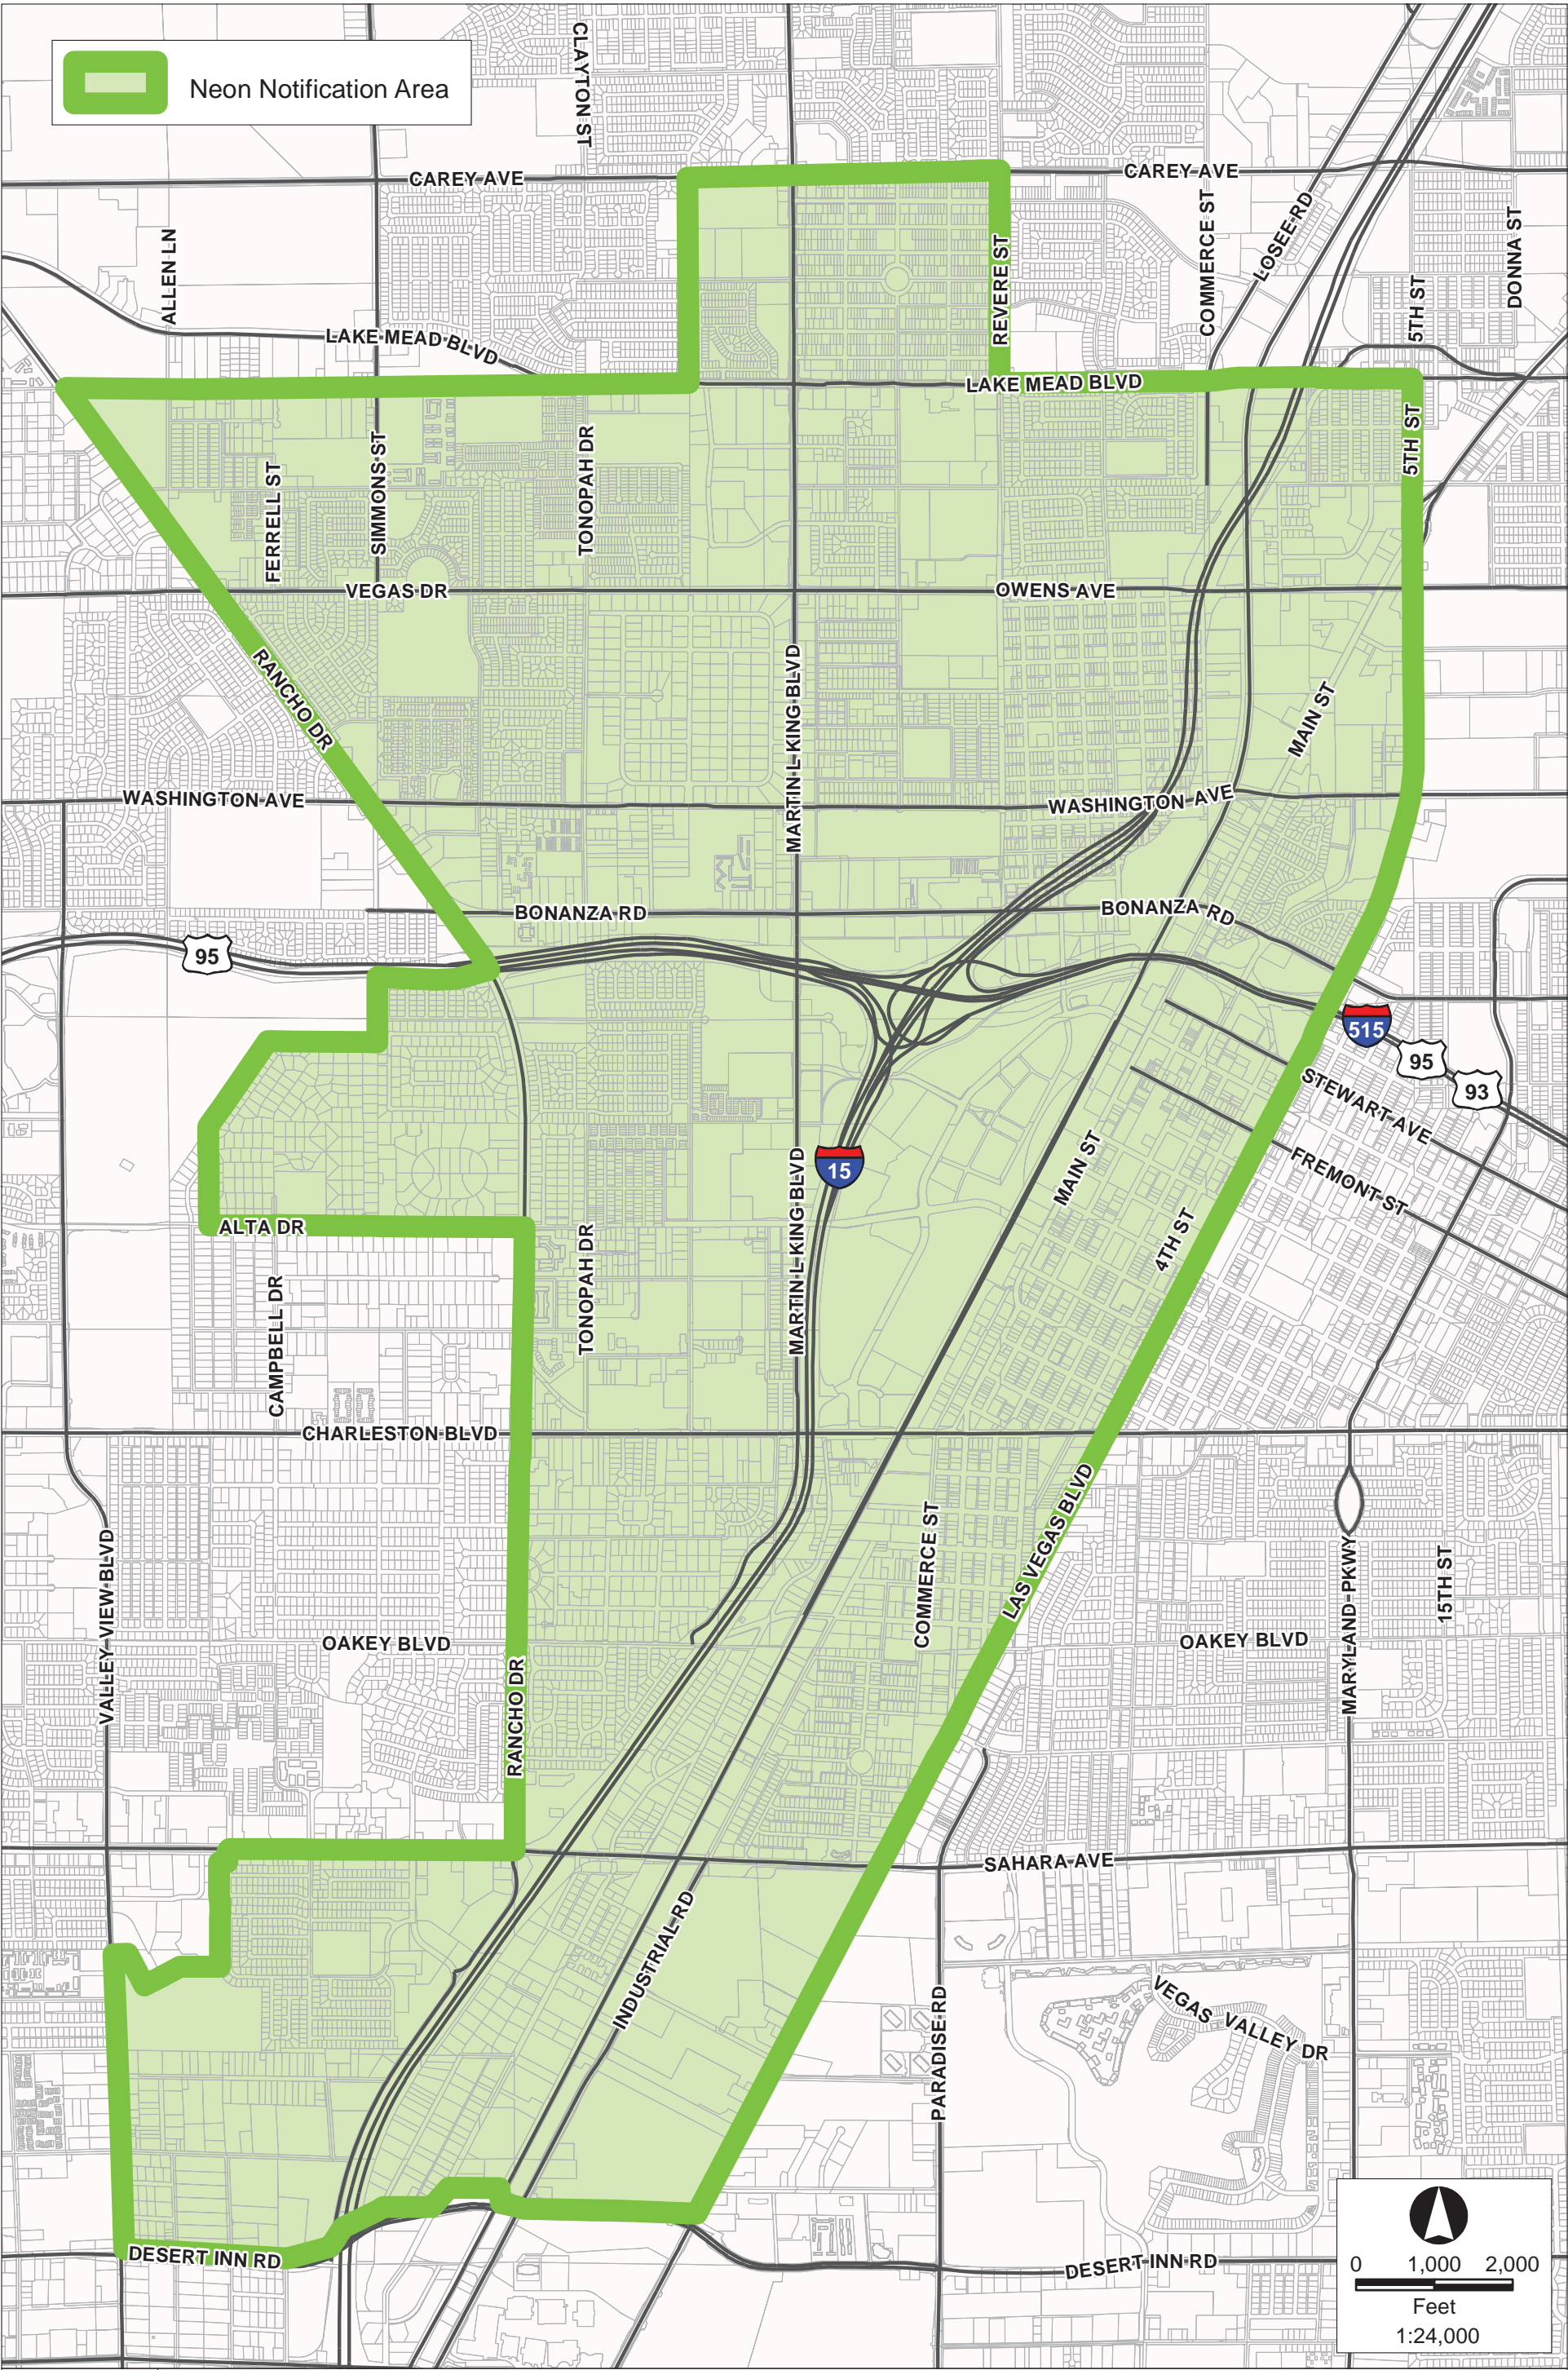 CLAYTON ST
Neon Notification Area
CAREY AVE
CAREY AVE
COMMERCE ST
LOSEE RD
DONNA ST
ALLEN LN
REVERE ST
5TH ST
LAKE MEAD BLVD
LAKE MEAD BLVD
5TH ST
FERRELL ST
SIMMONS ST
TONOPAH DR
VEGAS DR
OWENS AVE
RANCHO DR
MARTIN L KING BLVD
MAIN ST
WASHINGTON AVE
WASHINGTON AVE
BONANZA RD
BONANZA RD
95
515
95
93
STEWART AVE
FREMONT ST
15
MAIN ST
MARTIN L KING BLVD
4TH ST
ALTA DR
TONOPAH DR
CAMPBELL DR
CHARLESTON BLVD
LAS VEGAS BLVD
COMMERCE ST
VALLEY VIEW BLVD
MARYLAND PKWY
15TH ST
OAKEY BLVD
OAKEY BLVD
RANCHO DR
SAHARA AVE
INDUSTRIAL RD
PARADISE RD
VEGAS VALLEY DR
DESERT INN RD
DESERT INN RD
0 1,000 2,000
Feet
1:24,000